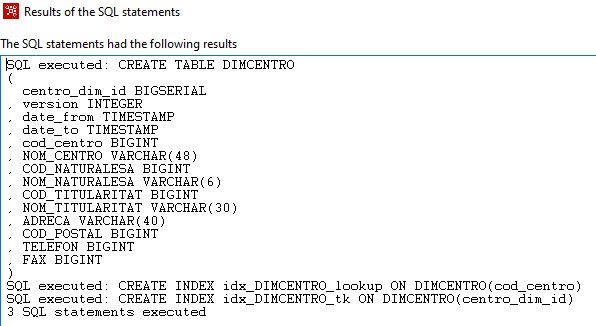 Results of the SQL statements
The SQL statements had the following results
SQL executed: CREATE TABLE DIMCENTRO
(
  centro_dim_id BIGSERIAL
, version INTEGER
, date_from TIMESTAMP
, date_to TIMESTAMP
, cod_centro BIGINT
, NOM_CENTRO VARCHAR(48)
, COD_NATURALESA BIGINT
, NOM_NATURALESA VARCHAR(6)
, COD_TITULARITAT BIGINT
, NOM_TITULARITAT VARCHAR(30)
, ADRECA VARCHAR(40)
, COD_POSTAL BIGINT
, TELEFON BIGINT
, FAX BIGINT
)
SQL executed: CREATE INDEX idx_DIMCENTRO_lookup ON DIMCENTRO(cod_centro)
SQL executed: CREATE INDEX idx_DIMCENTRO_tk ON DIMCENTRO(centro_dim_id)
3 SQL statements executed